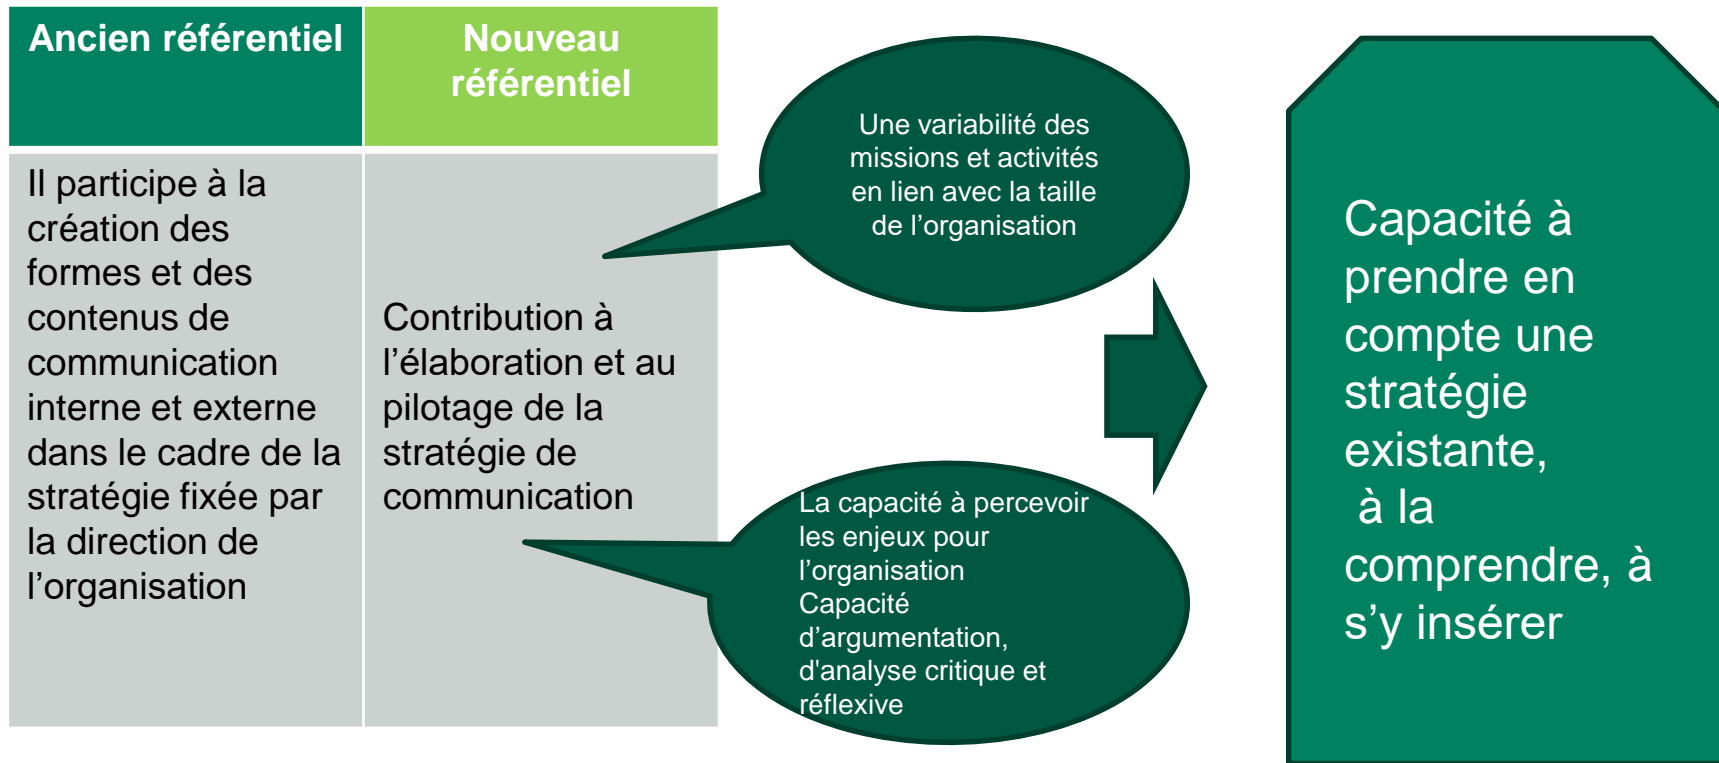 Ancien référentiel
Nouveau
référentiel
Il participe à la
création des
formes et des
contenus de
communication
interne et externe
dans le cadre de la
stratégie fixée par
la direction de
l’organisation
Contribution à
l’élaboration et au
pilotage de la
stratégie de
communication
Une variabilité des
missions et activités
en lien avec la taille
de l’organisation
La capacité à percevoir
les enjeux pour
l’organisation
Capacité
d’argumentation,
d'analyse critique et
réflexive
Capacité à
prendre en
compte une
stratégie
existante,
à la
comprendre, à
s’y insérer